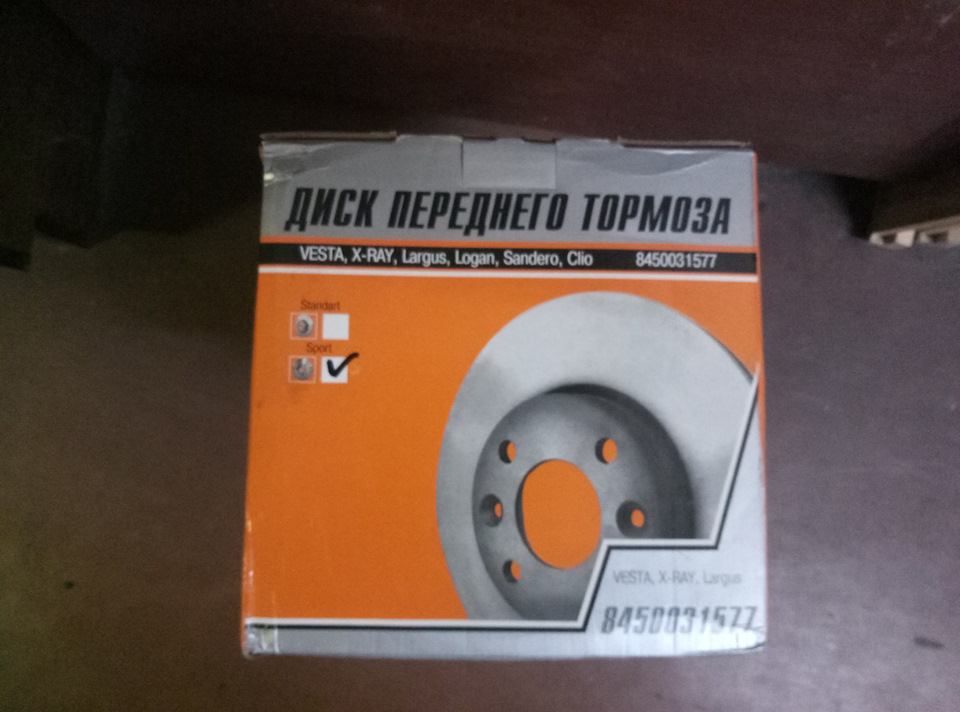 ДИСК ПЕРЕДНЕГО ТОРМОЗА
VESTA, X-RAY, Largus, Logan, Sandero, Clio 8450031577
Standart
Sport
VESTA, X-RAY, Largus
8450031577